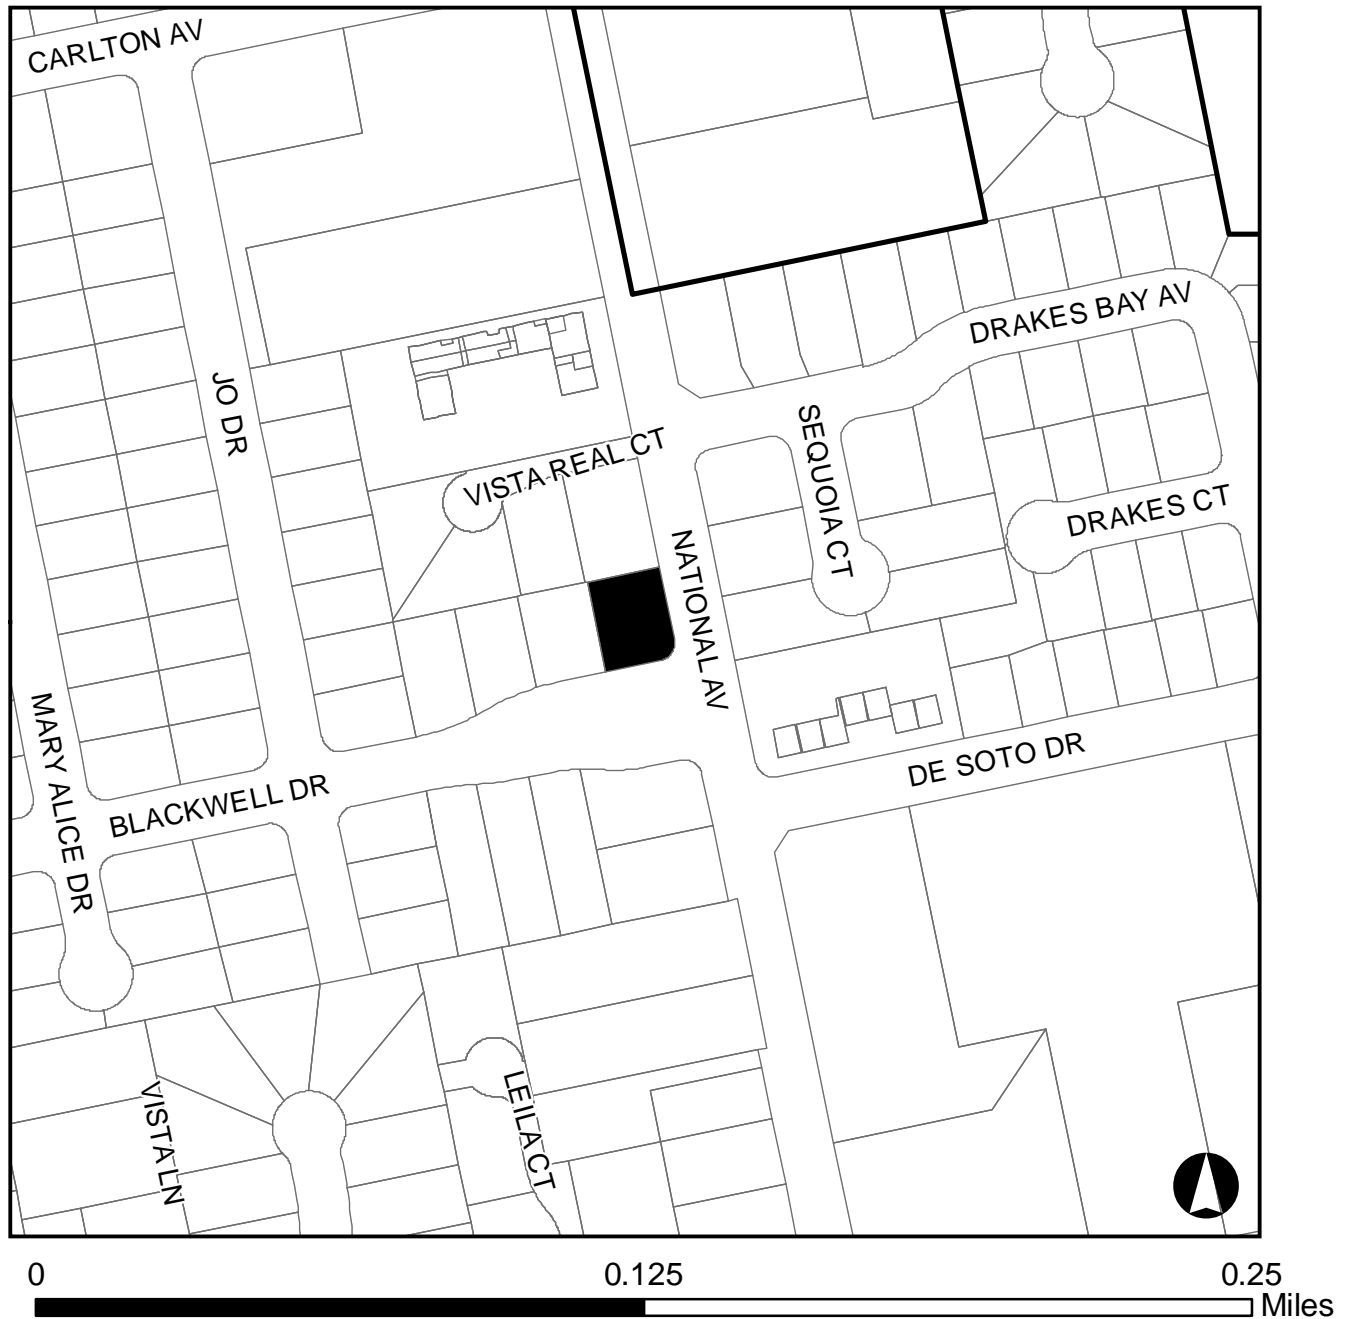 CARLTON AV
DRAKES BAY AV
JO DR
SEQUOIA CT
VISTA REAL CT
DRAKES CT
NATIONAL AV
MARY ALICE DR
DE SOTO DR
BLACKWELL DR
LEILA CT
VISTA LN
0 0.125 0.25
Miles